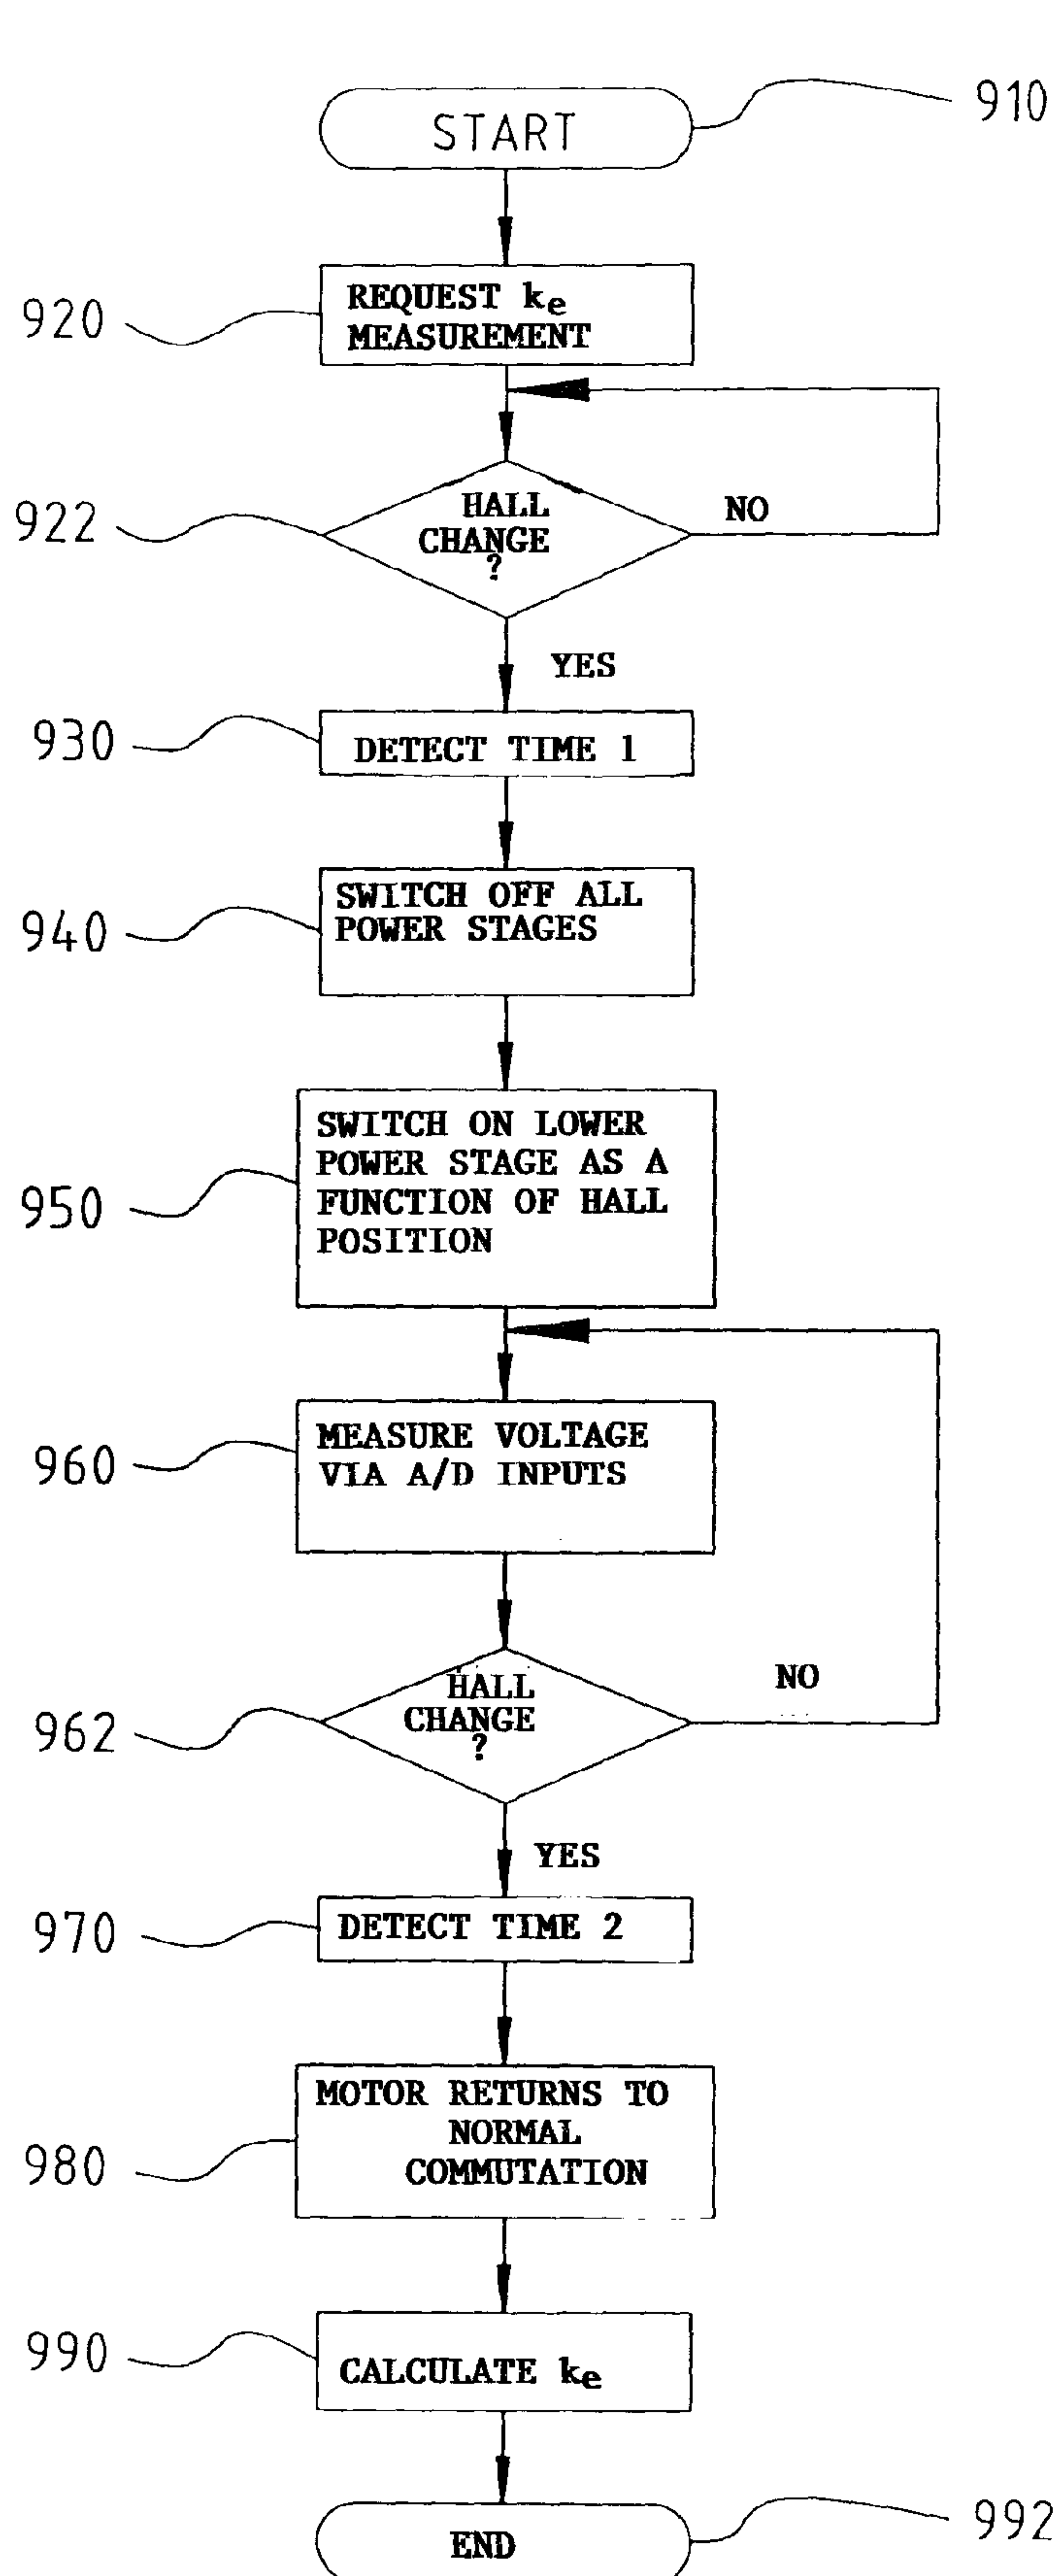 START
910
920
REQUEST ke
MEASUREMENT
922
HALL
CHANGE
?
NO
YES
930
DETECT TIME 1
940
SWITCH OFF ALL
POWER STAGES
950
SWITCH ON LOWER
POWER STAGE AS A
FUNCTION OF HALL
POSITION
960
MEASURE VOLTAGE
VIA A/D INPUTS
962
HALL
CHANGE
?
NO
YES
970
DETECT TIME 2
980
MOTOR RETURNS TO
NORMAL
COMMUTATION
990
CALCULATE ke
END
992